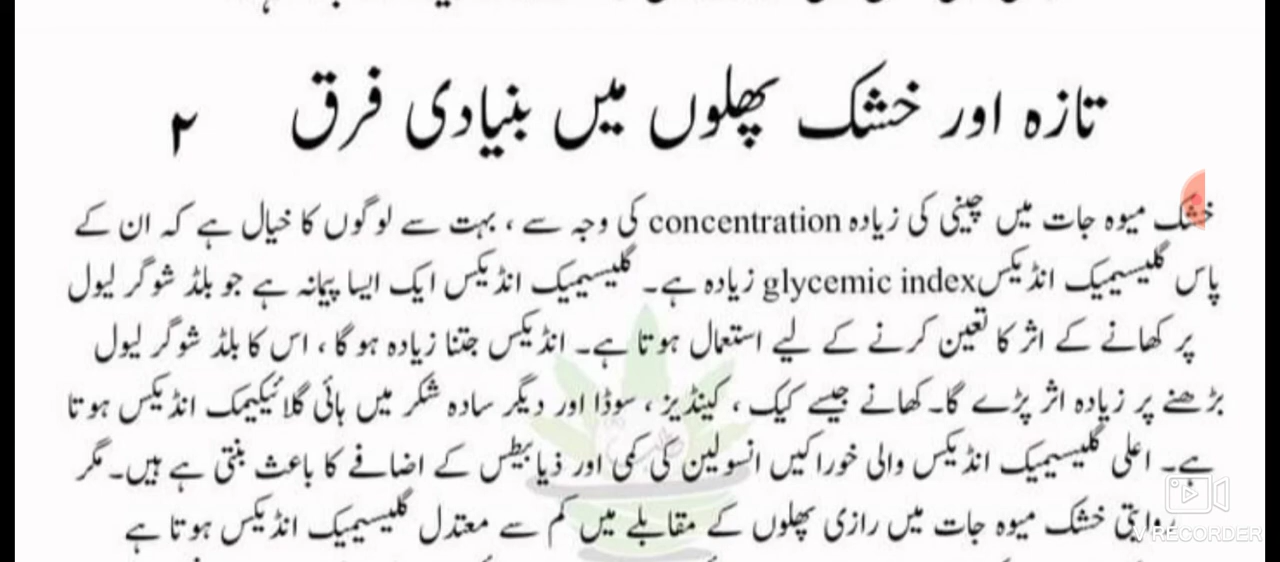 تازہ اور خشک پھلوں میں بنیادی فرق ۲
خشک میوہ جات میں چینی کی زیادہ concentration کی وجہ سے ، بہت سے لوگوں کا خیال ہے کہ ان کے
پاس گلیسیمیک انڈیکسglycemic index زیادہ ہے۔ گلیسیمیک انڈیکس ایک ایسا پیمانہ ہے جو بلڈ شوگر لیول
پر کھانے کے اثر کا تعین کرنے کے لیے استعمال ہوتا ہے۔ انڈیکس جتنا زیادہ ہوگا ، اس کا بلڈ شوگر لیول
بڑھنے پر زیادہ اثر پڑے گا۔ کھانے جیسے کیک ، کینڈیز ، سوڈا اور دیگر سادہ شکر میں ہائی گلائیکیمک انڈیکس ہوتا
ہے۔ اعلی گلیسیمیک انڈیکس والی خوراکیں انسولین کی کمی اور ذیابیطس کے اضافے کا باعث بنتی ہے ہیں۔ مگر
روایتی خشک میوہ جات میں رازی پھلوں کے مقابلے میں کم سے معتدل گلیسیمیک انڈیکس ہوتا ہے
V RECORDER